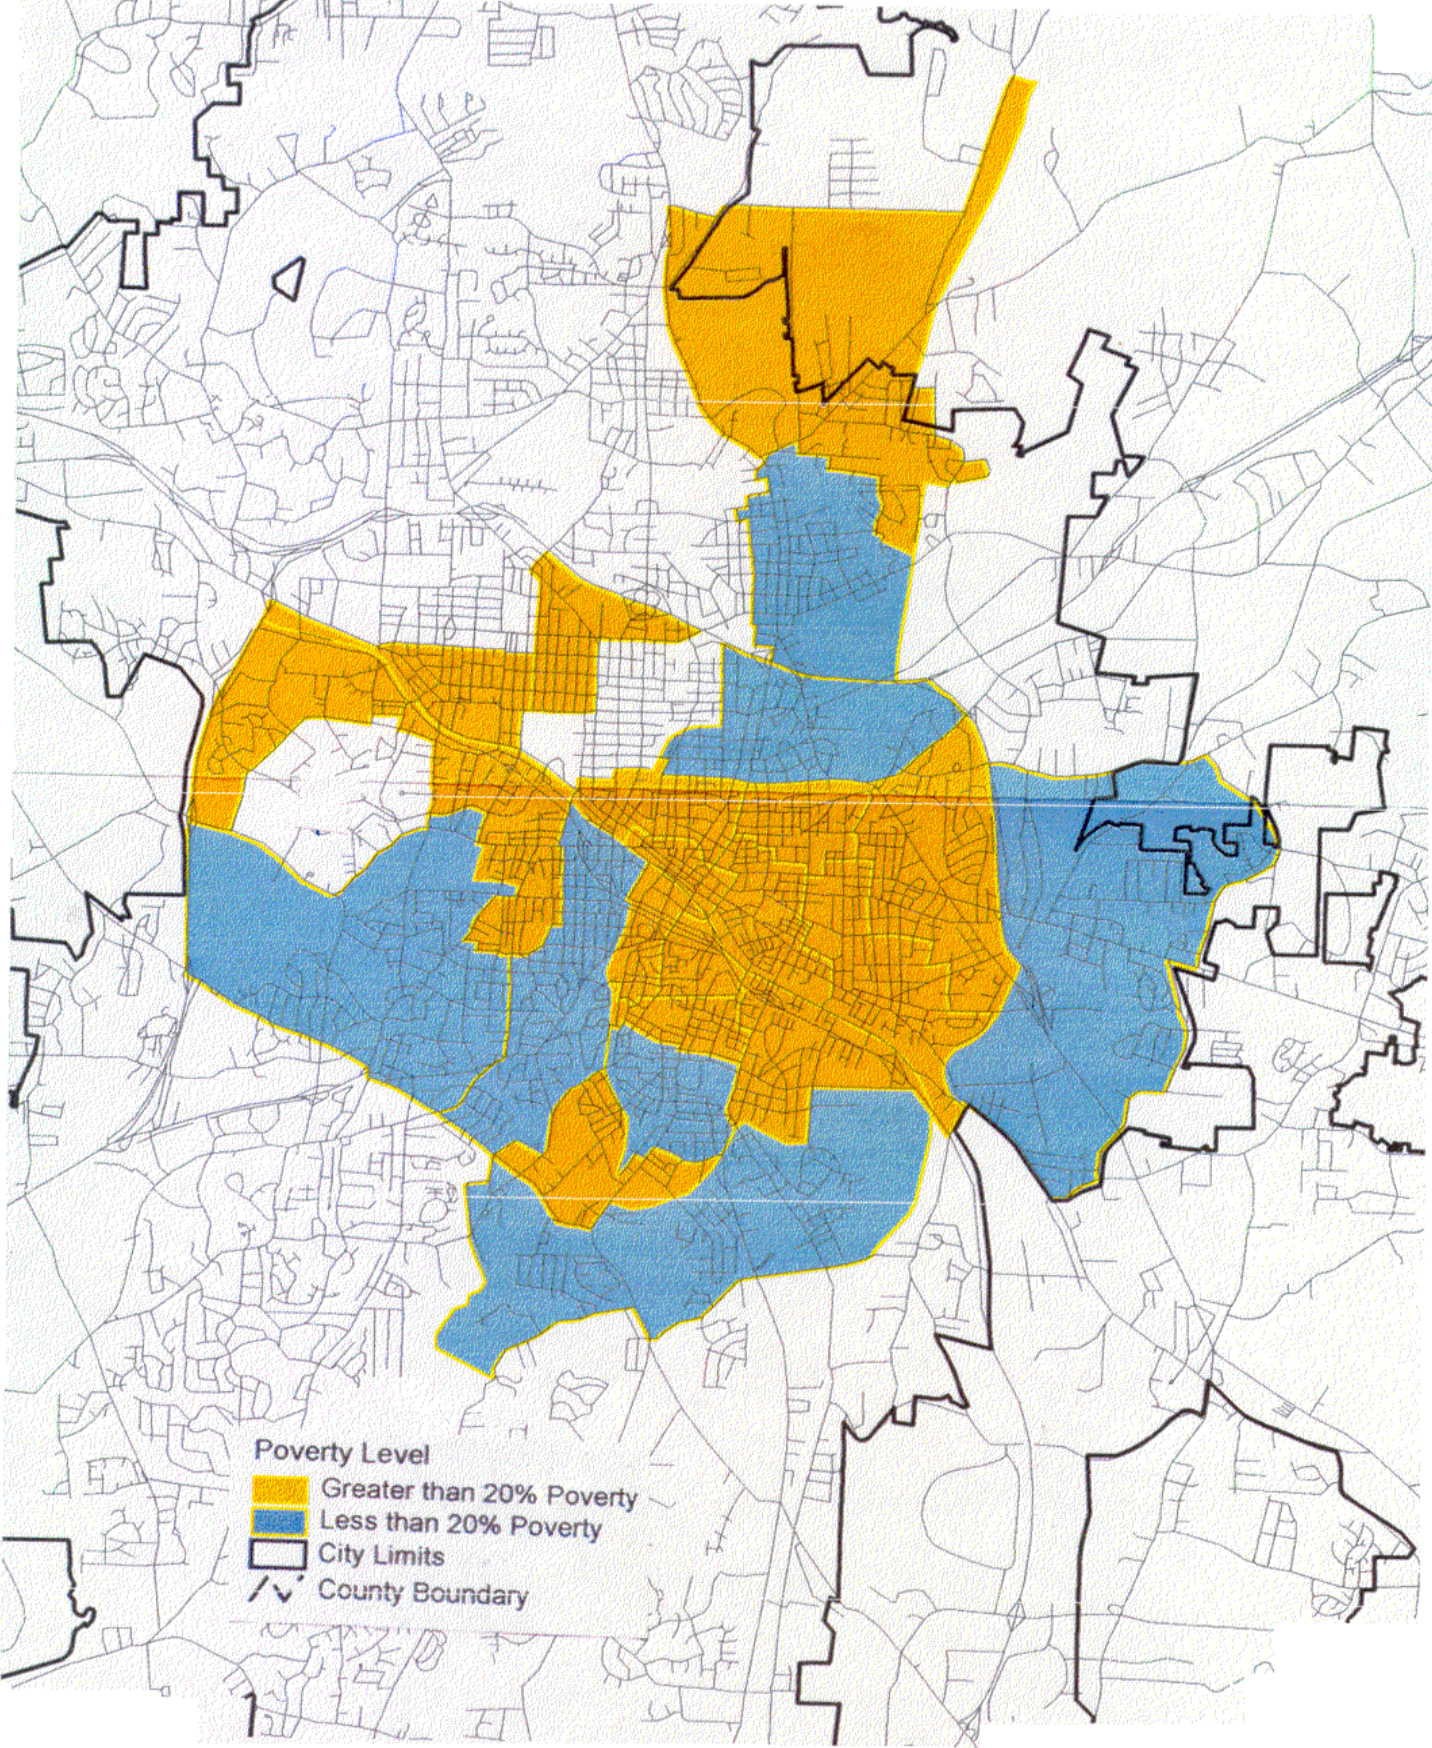 Poverty Level
Greater than 20% Poverty
Less than 20% Poverty
City Limits
County Boundary